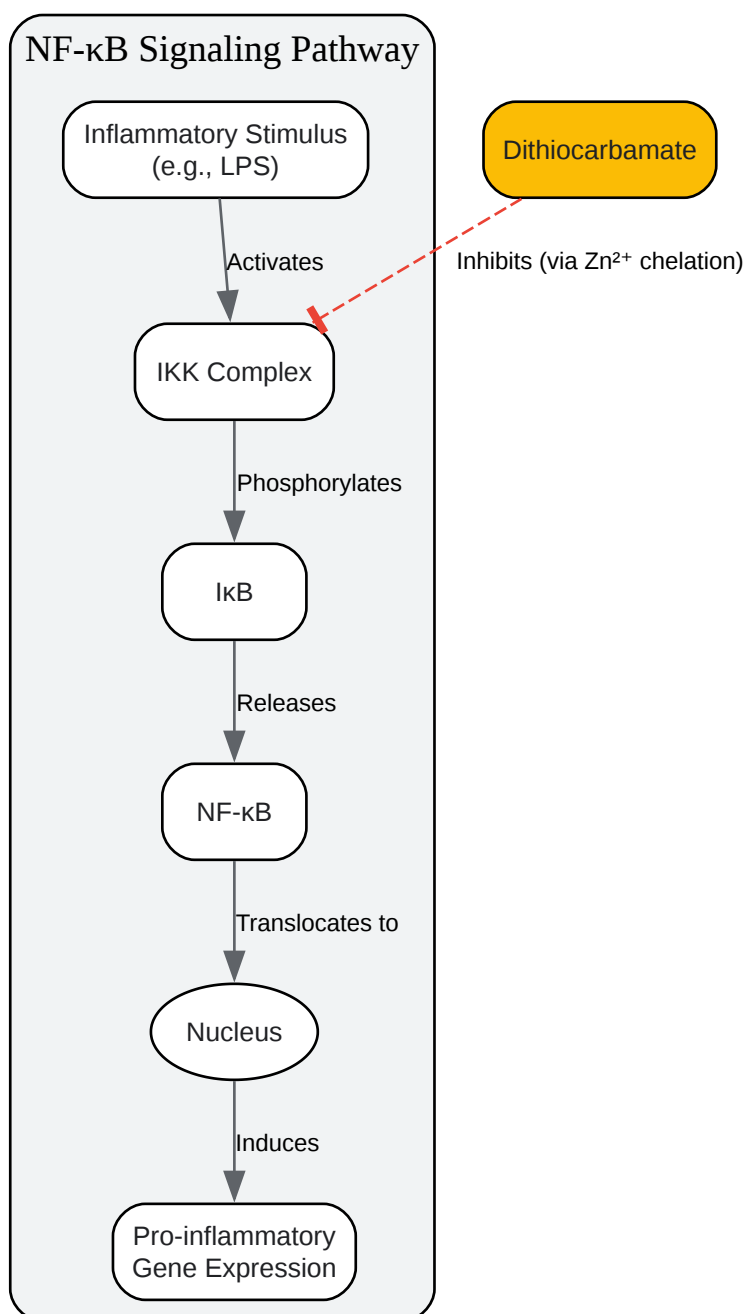 NF-κB Signaling Pathway
Inflammatory Stimulus
(e.g., LPS)
Dithiocarbamate
Activates
Inhibits (via Zn²⁺ chelation)
IKK Complex
Phosphorylates
IκB
Releases
NF-κB
Translocates to
Nucleus
Induces
Pro-inflammatory
Gene Expression